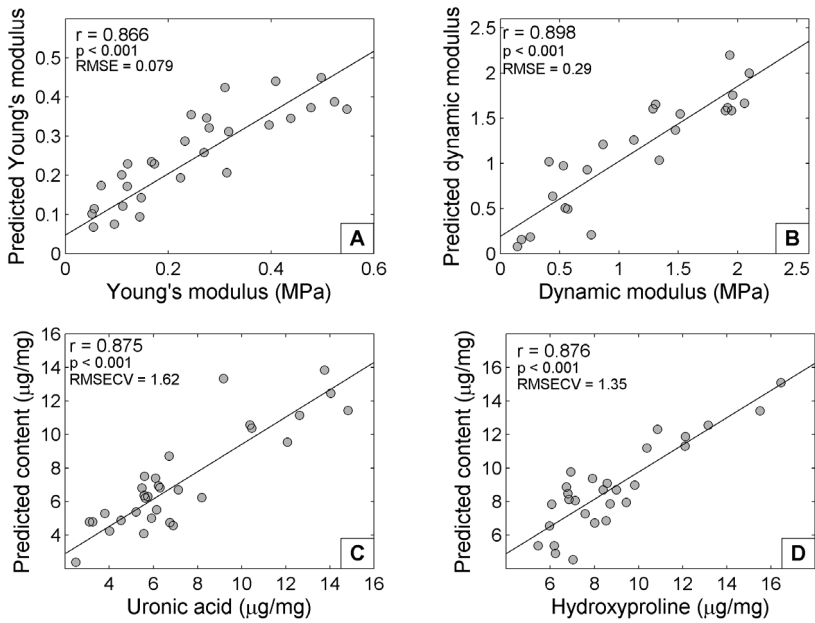 r = 0.866
p < 0.001
RMSE = 0.079
Predicted Young's modulus
0.5
0.4
0.3
0.2
0.1
0
0 0.2 0.4 0.6
Young's modulus (MPa)
A
r = 0.898
p < 0.001
RMSE = 0.29
Predicted dynamic modulus
2.5
2
1.5
1
0.5
0
0 0.5 1 1.5 2 2.5
Dynamic modulus (MPa)
B
r = 0.875
p < 0.001
RMSECV = 1.62
Predicted content (μg/mg)
16
14
12
10
8
6
4
4 6 8 10 12 14 16
Uronic acid (μg/mg)
C
r = 0.876
p < 0.001
RMSECV = 1.35
Predicted content (μg/mg)
16
14
12
10
8
6
6 8 10 12 14 16
Hydroxyproline (μg/mg)
D